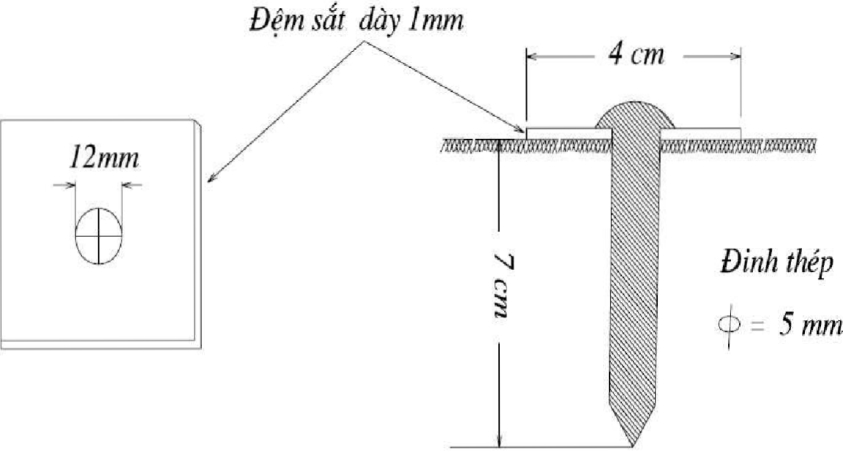 Đệm sắt dày 1mm
4 cm
12mm
7 cm
Đinh thép
ϕ = 5 mm